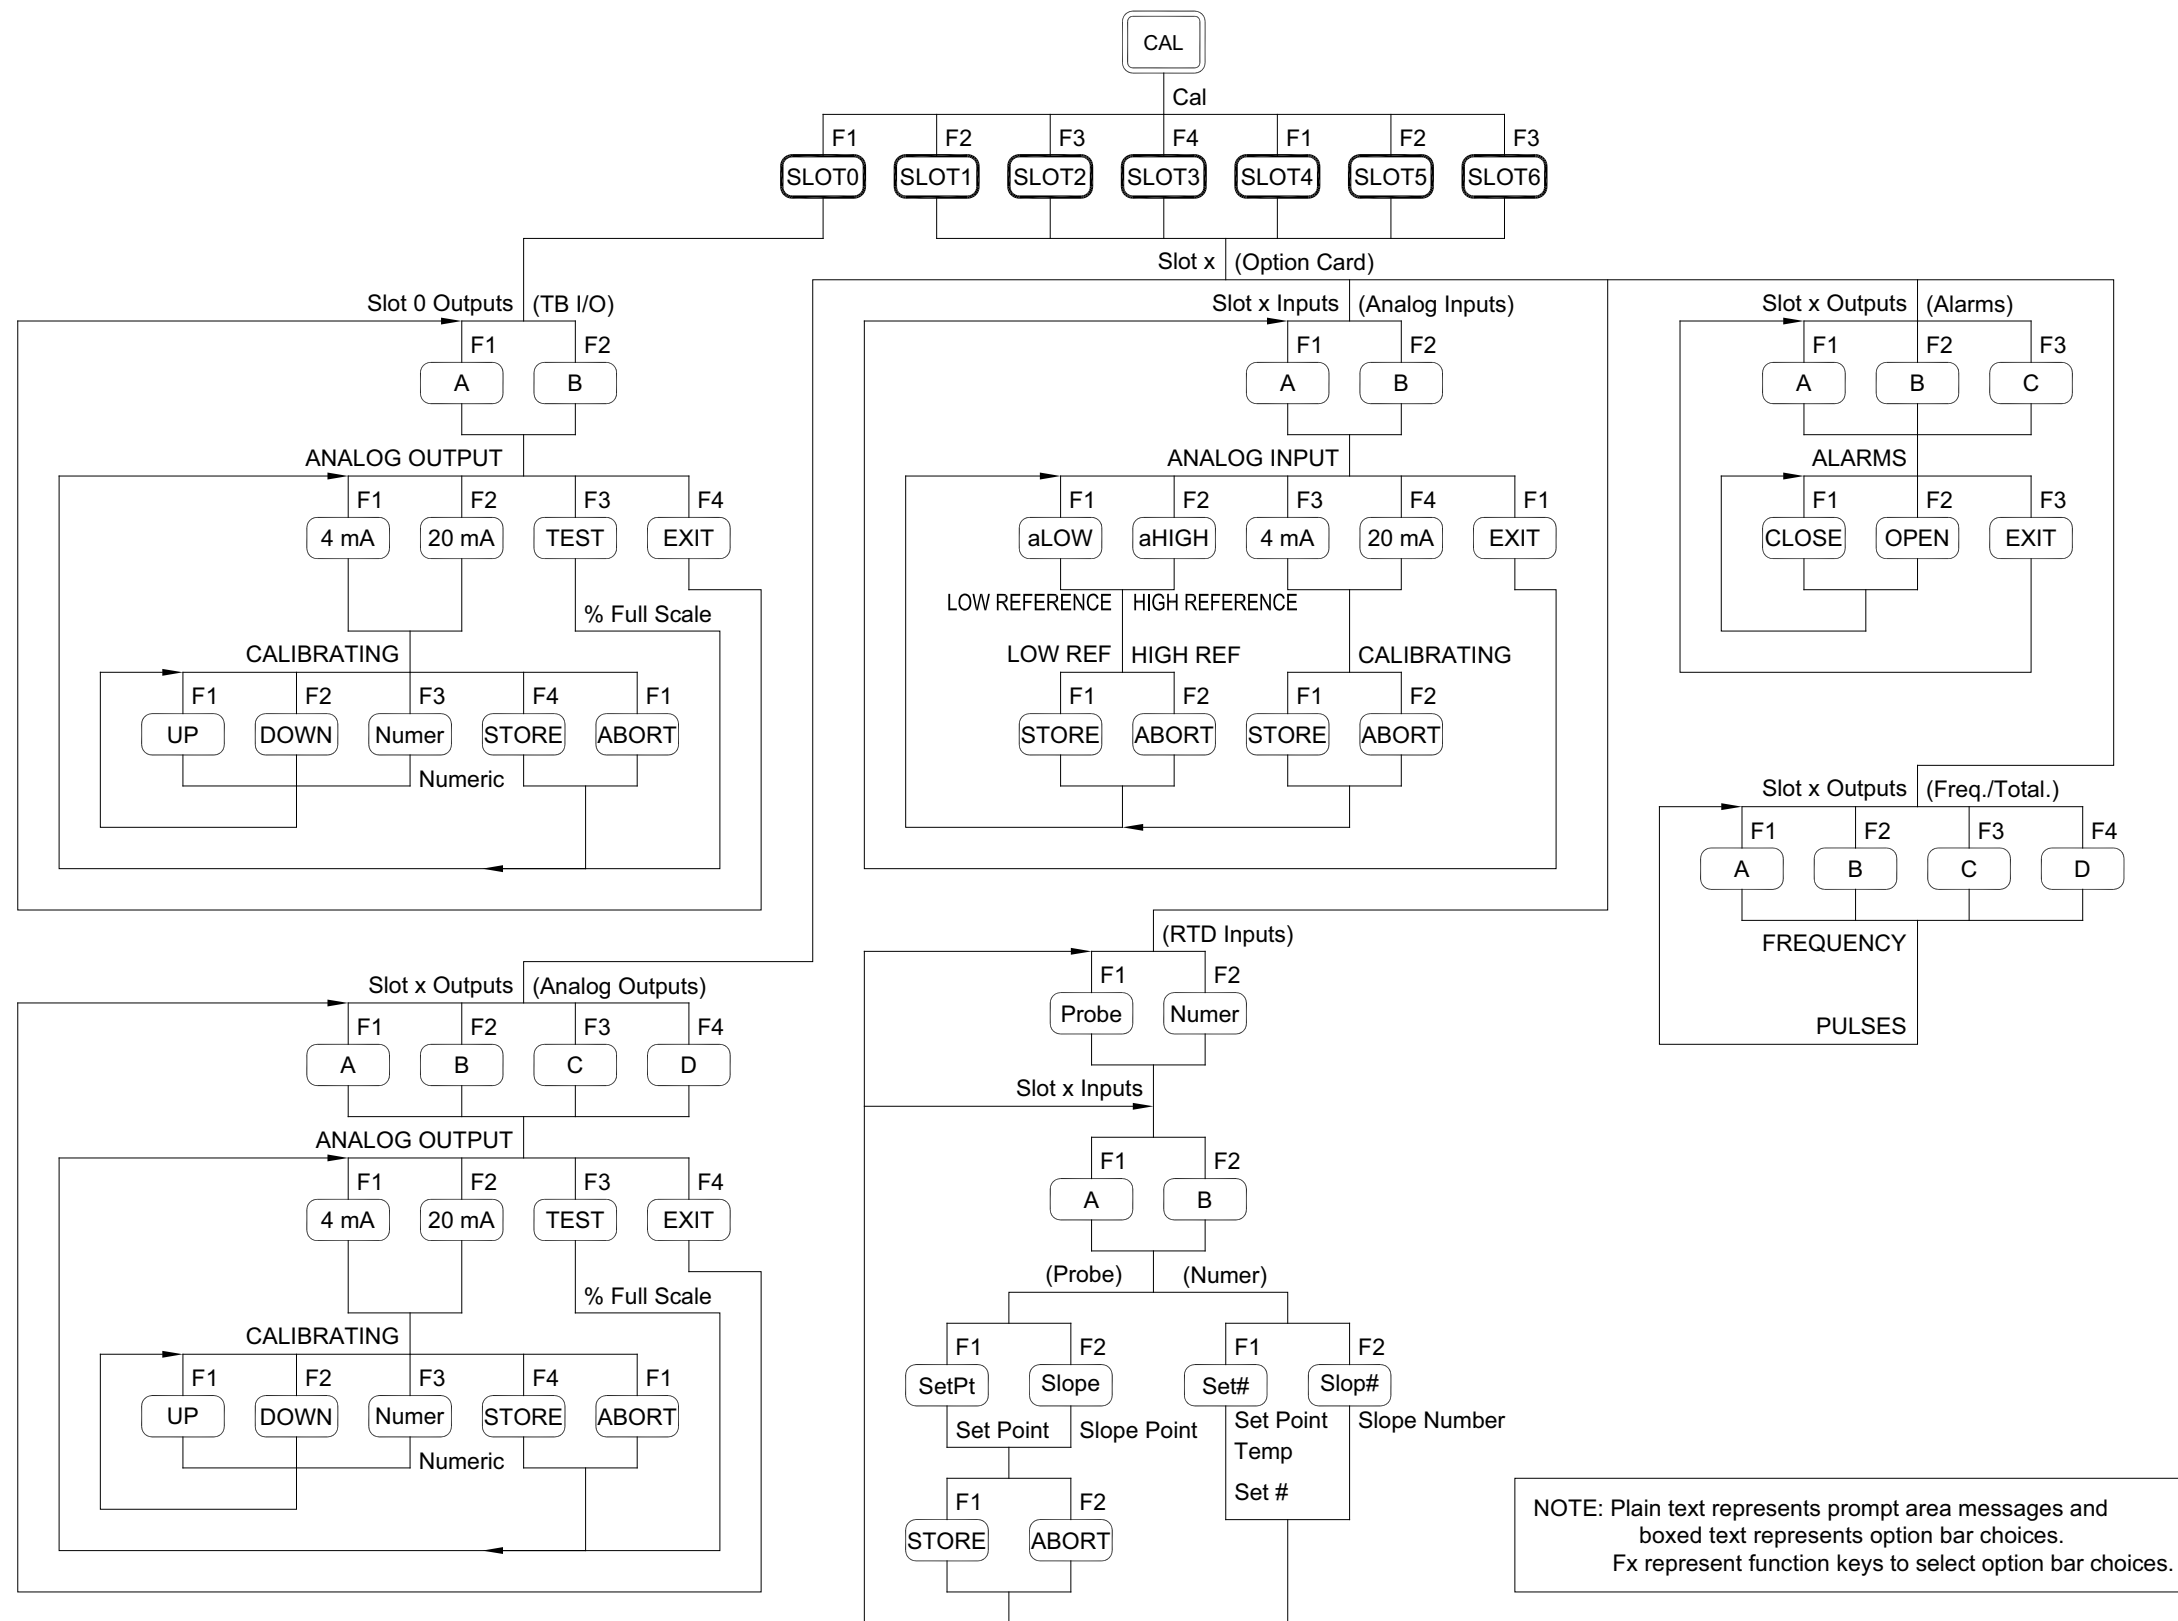 CAL
Cal
F1 F2 F3 F4 F1 F2 F3
SLOT0 SLOT1 SLOT2 SLOT3 SLOT4 SLOT5 SLOT6
Slot x (Option Card)
Slot 0 Outputs (TB I/O)
F1 F2
A B
ANALOG OUTPUT
F1 F2 F3 F4
4 mA 20 mA TEST EXIT
% Full Scale
CALIBRATING
F1 F2 F3 F4 F1
UP DOWN Numer STORE ABORT
Numeric
Slot x Inputs (Analog Inputs)
F1 F2
A B
ANALOG INPUT
F1 F2 F3 F4 F1
aLOW aHIGH 4 mA 20 mA EXIT
LOW REFERENCE HIGH REFERENCE
LOW REF HIGH REF CALIBRATING
F1 F2 F1 F2
STORE ABORT STORE ABORT
Slot x Outputs (Alarms)
F1 F2 F3
A B C
ALARMS
F1 F2 F3
CLOSE OPEN EXIT
Slot x Outputs (Freq./Total.)
F1 F2 F3 F4
A B C D
FREQUENCY
PULSES
Slot x Outputs (Analog Outputs)
F1 F2 F3 F4
A B C D
ANALOG OUTPUT
F1 F2 F3 F4
4 mA 20 mA TEST EXIT
% Full Scale
CALIBRATING
F1 F2 F3 F4 F1
UP DOWN Numer STORE ABORT
Numeric
(RTD Inputs)
F1 F2
Probe Numer
Slot x Inputs
F1 F2
A B
(Probe) (Numer)
F1 F2 F1 F2
SetPt Slope Set# Slop#
Set Point Slope Point Set Point Slope Number
Temp
Set #
F1 F2
STORE ABORT
NOTE: Plain text represents prompt area messages and
boxed text represents option bar choices.
Fx represent function keys to select option bar choices.